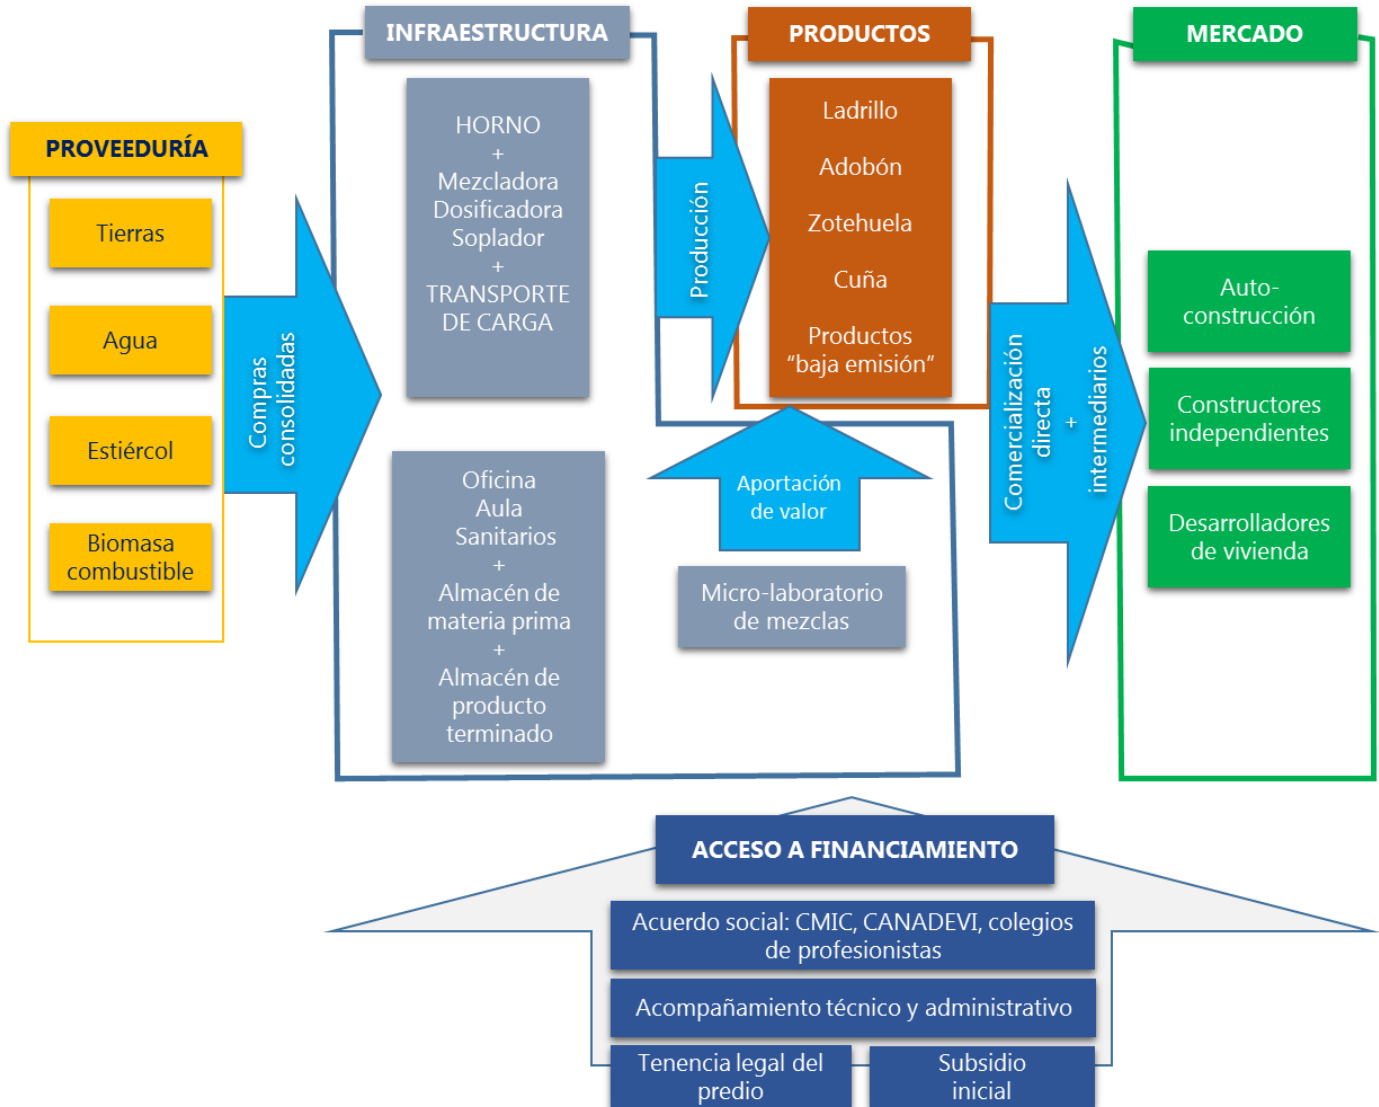 PROVEEDURÍA
Tierras
Agua
Estiércol
Biomasa
combustible
Compras
consolidadas
INFRAESTRUCTURA
HORNO
+
Mezcladora
Dosificadora
Soplador
+
TRANSPORTE
DE CARGA
Oficina
Aula
Sanitarios
+
Almacén de
materia prima
+
Almacén de
producto
terminado
Producción
PRODUCTOS
Ladrillo
Adobón
Zotehuela
Cuña
Productos
“baja emisión”
Aportación
de valor
Micro-laboratorio
de mezclas
Comercialización
directa
+
intermediarios
MERCADO
Auto-
construcción
Constructores
independientes
Desarrolladores
de vivienda
ACCESO A FINANCIAMIENTO
Acuerdo social: CMIC, CANADEVI, colegios
de profesionistas
Acompañamiento técnico y administrativo
Tenencia legal del
predio
Subsidio
inicial